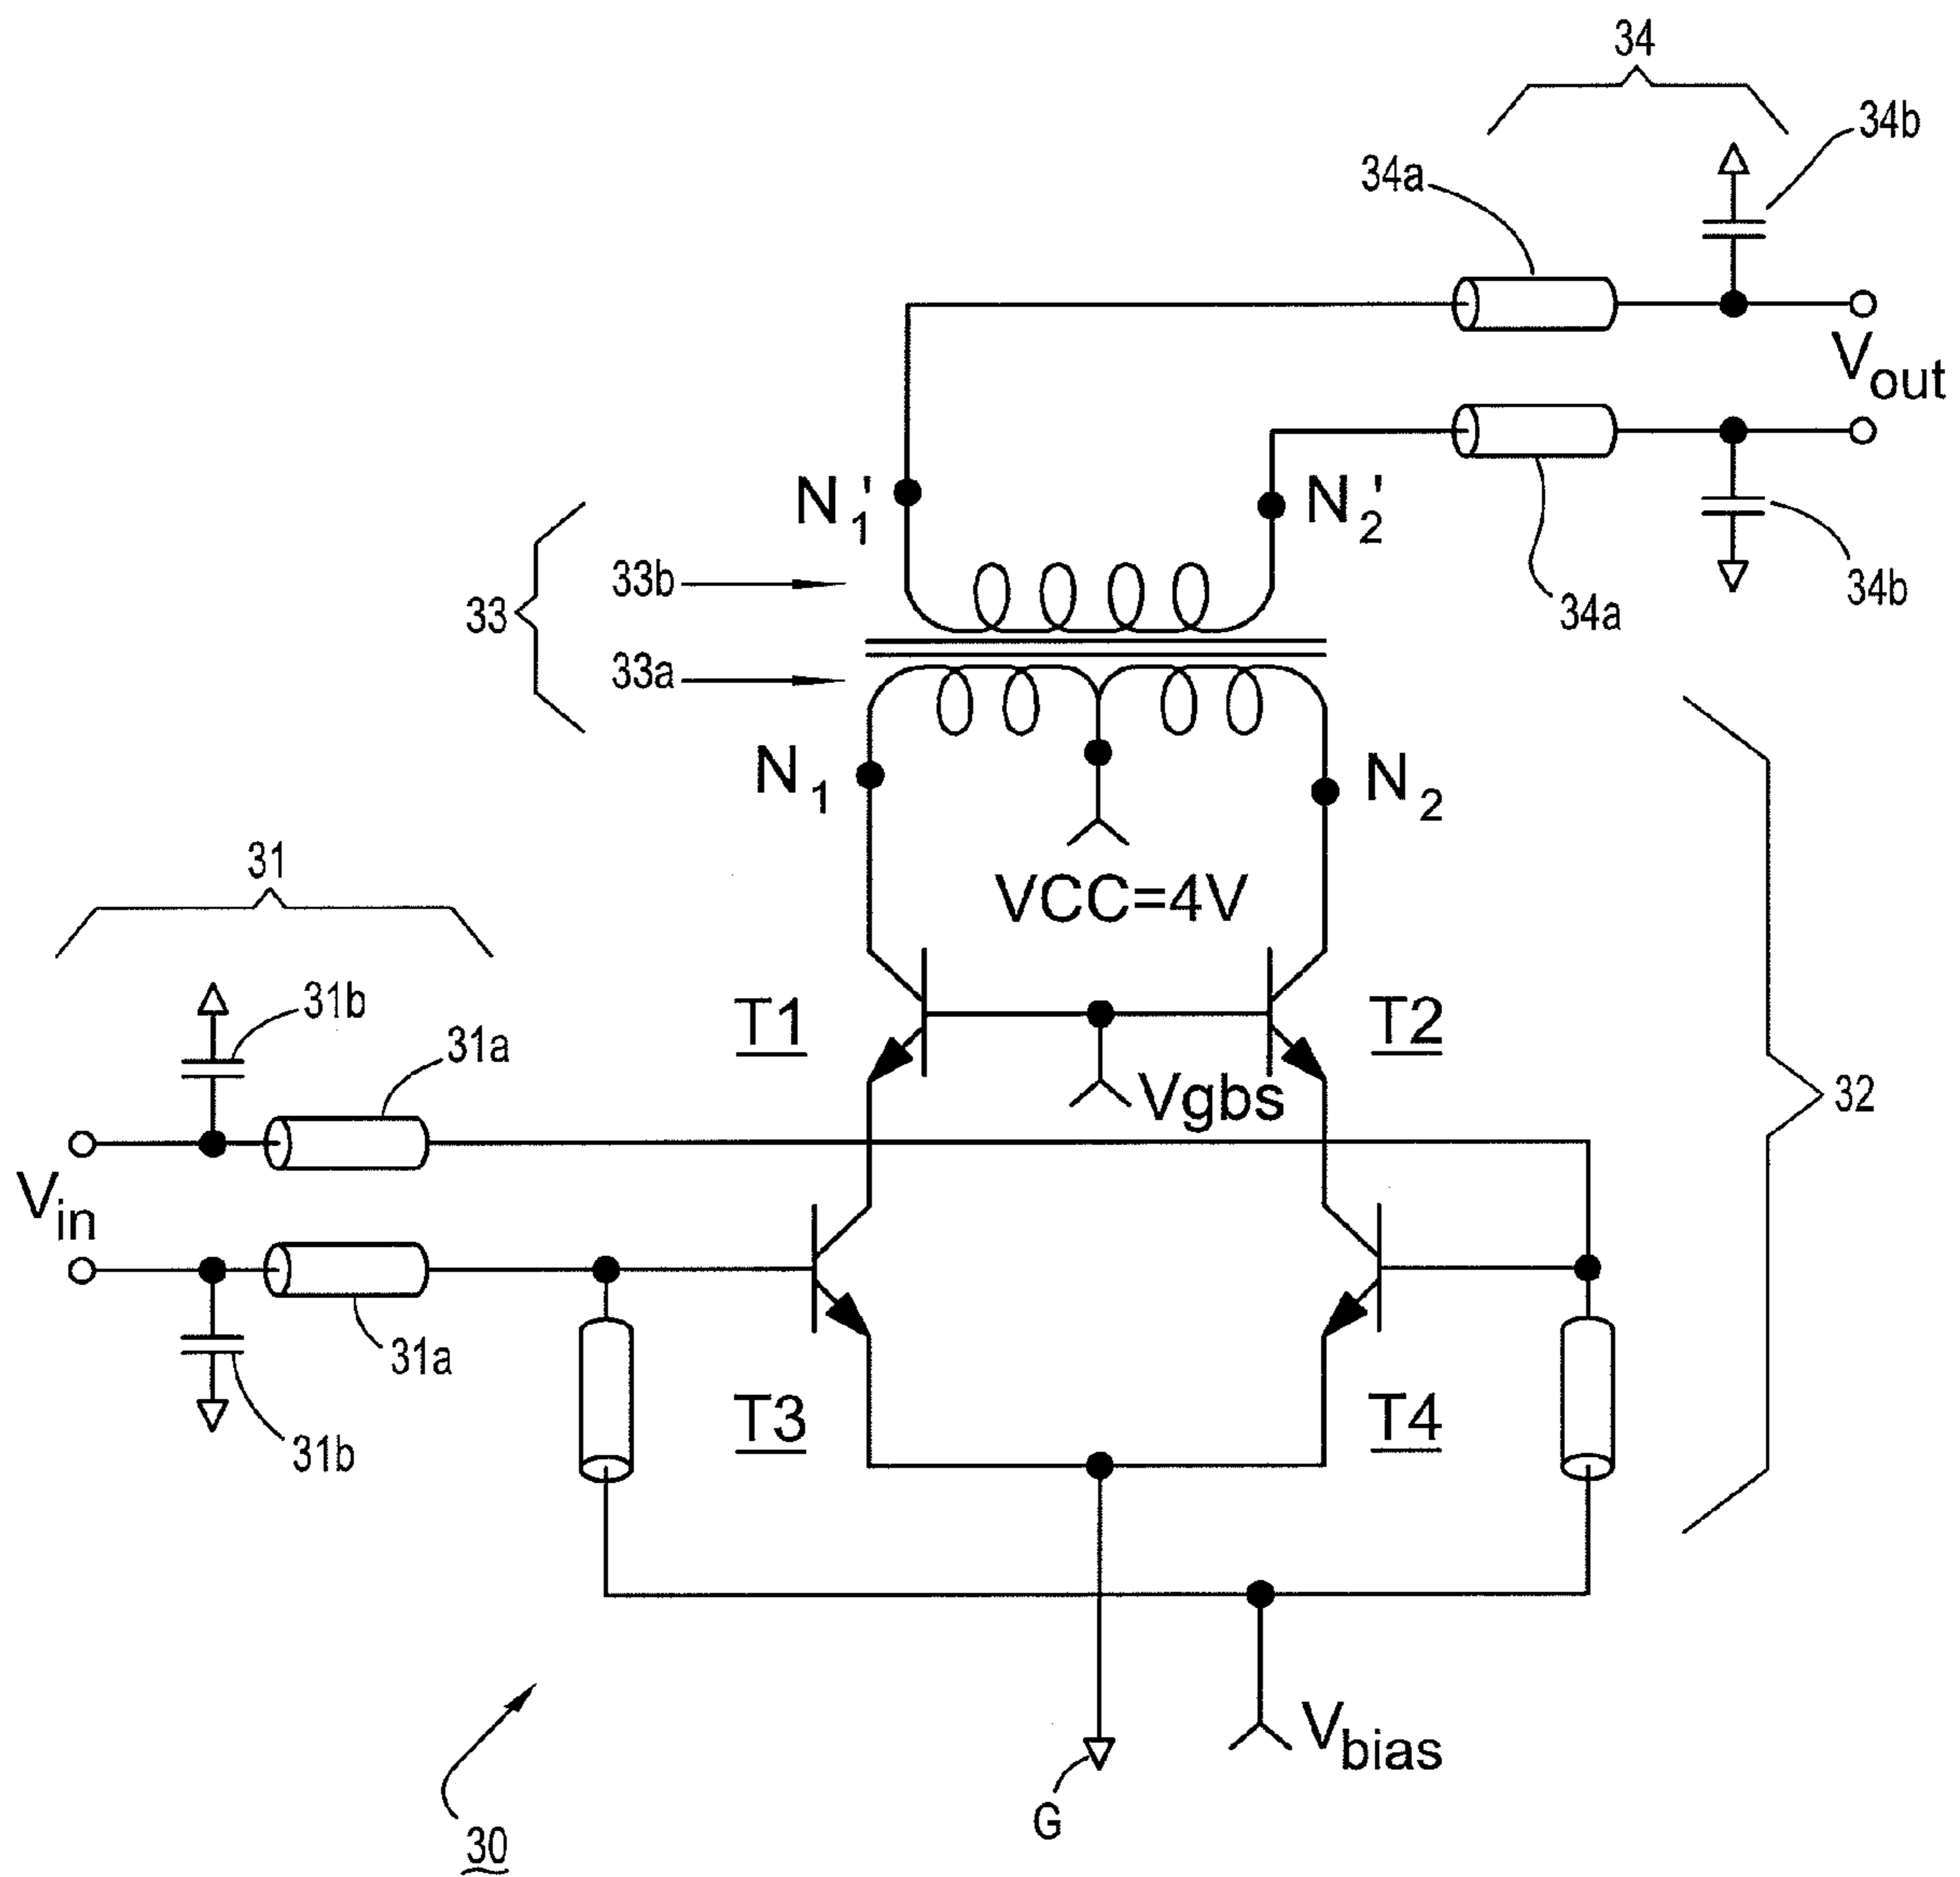 34
34b
34a
Vout
N1'
N2'
33b
34b
33
34a
33a
N1
N2
31
VCC=4V
31b
T1
T2
31a
Vgbs
32
Vin
31a
T3
T4
31b
Vbias
G
30